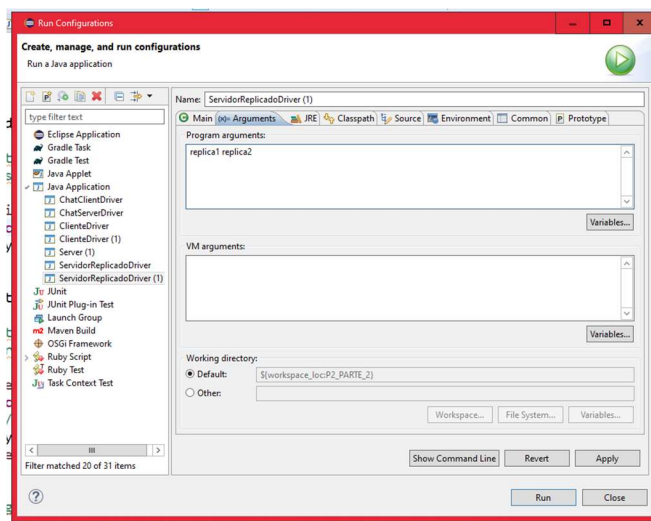 Run Configurations
Create, manage, and run configurations
Run a Java application
type filter text
Eclipse Application
Gradle Task
Gradle Test
Java Applet
Java Application
ChatClientDriver
ChatServerDriver
ClienteDriver
ClienteDriver (1)
Server (1)
ServidorReplicadoDriver
ServidorReplicadoDriver (1)
JUnit
JUnit Plug-in Test
Launch Group
Maven Build
OSGi Framework
Ruby Script
Ruby Test
Task Context Test
Filter matched 20 of 31 items
Name: ServidorReplicadoDriver (1)
Main (x)= Arguments JRE Classpath Source Environment Common Prototype
Program arguments:
replica1 replica2
Variables...
VM arguments:
Variables...
Working directory:
Default: ${workspace_loc:P2_PARTE_2}
Other:
Workspace... File System... Variables...
Show Command Line Revert Apply
Run Close